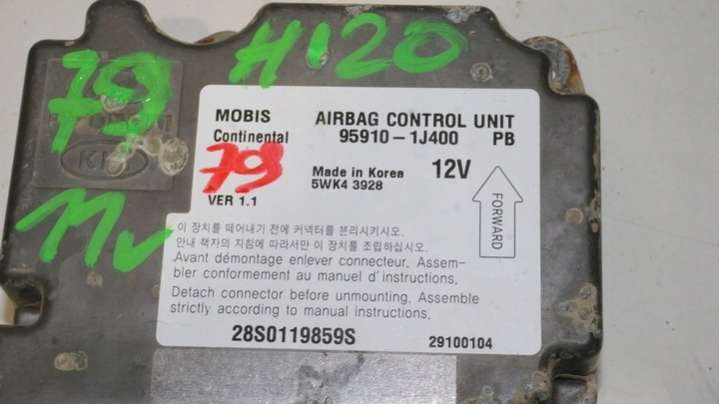 79 HI20
KIA
11v
MOBIS AIRBAG CONTROL UNIT
Continental 95910-1J400 PB
79 Made in Korea 12V
5WK4 3928
VER 1.1
FORWARD
이 장치를 떼어내기 전에 커넥터를 분리시키시오.
안내 책자의 지침에 따라서만 이 장치를 조립하십시오.
Avant démontage enlever connecteur. Assem-
bler conformement au manuel d'instructions.
Detach connector before unmounting. Assemble
strictly according to manual instructions.
28S0119859S 29100104